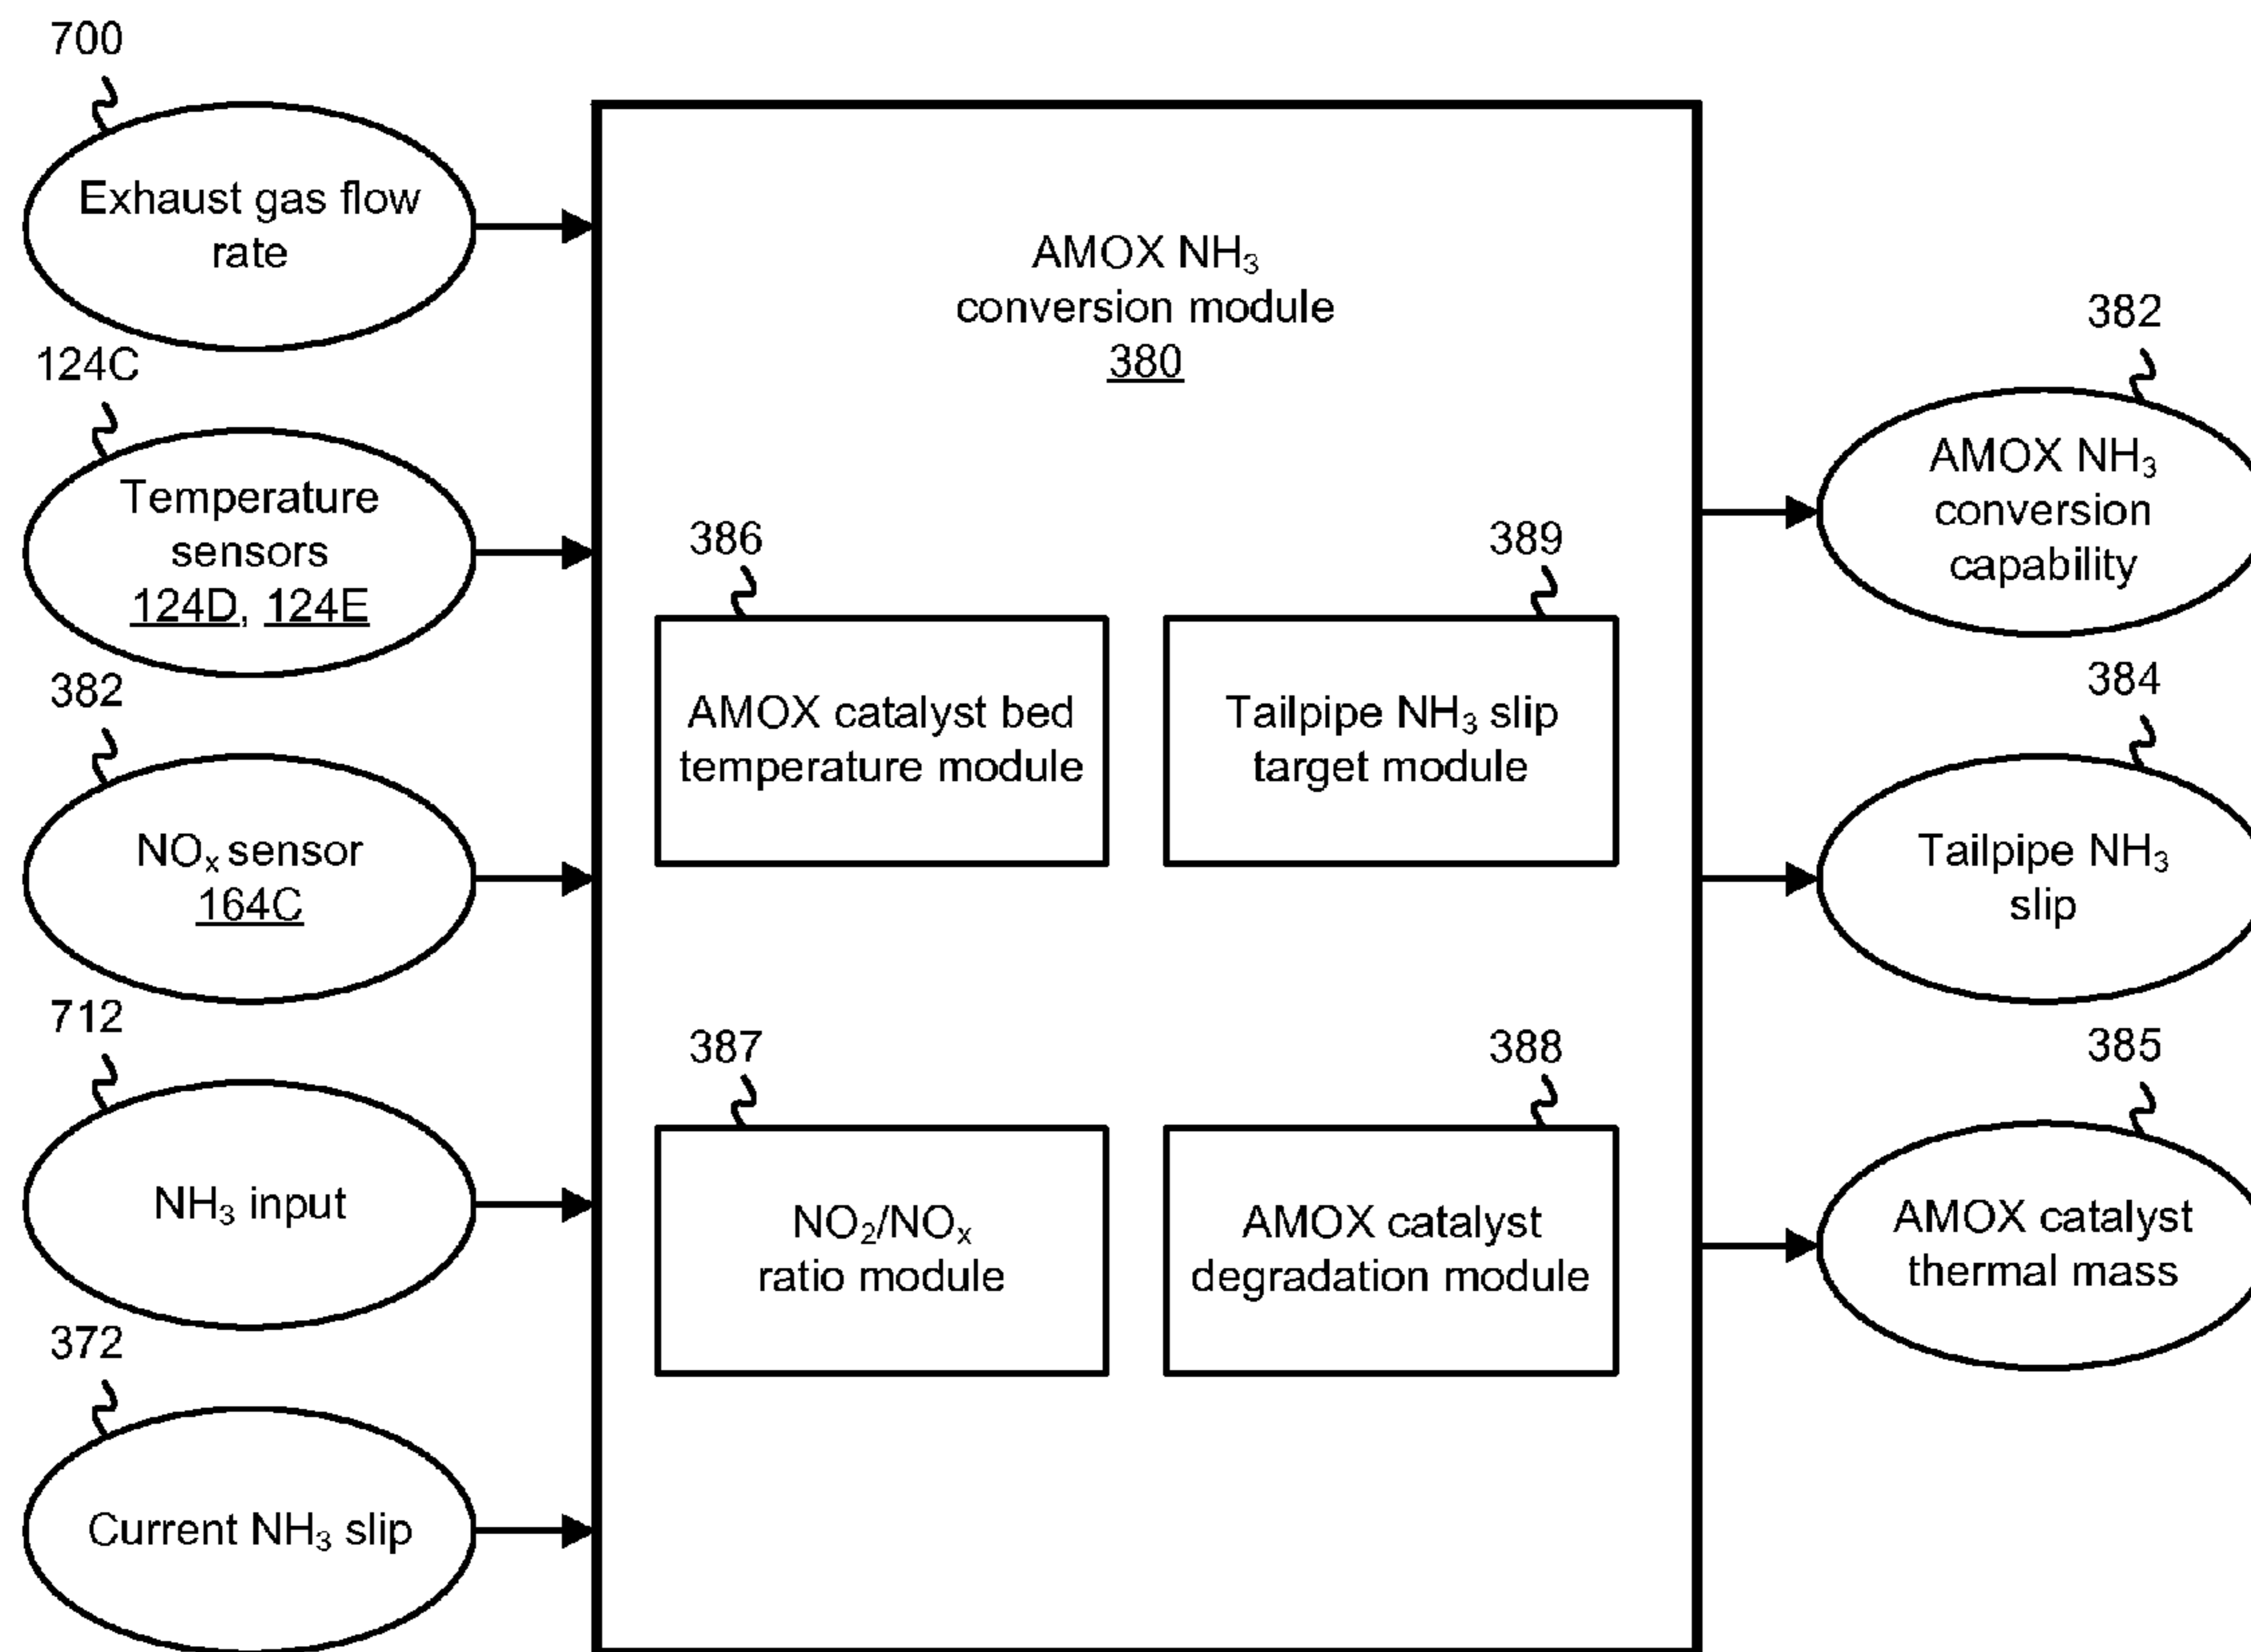 700
Exhaust gas flow
rate
124C
Temperature
sensors
124D, 124E
382
NOx sensor
164C
712
NH3 input
372
Current NH3 slip
AMOX NH3
conversion module
380
386
AMOX catalyst bed
temperature module
389
Tailpipe NH3 slip
target module
387
NO2/NOx
ratio module
388
AMOX catalyst
degradation module
382
AMOX NH3
conversion
capability
384
Tailpipe NH3
slip
385
AMOX catalyst
thermal mass